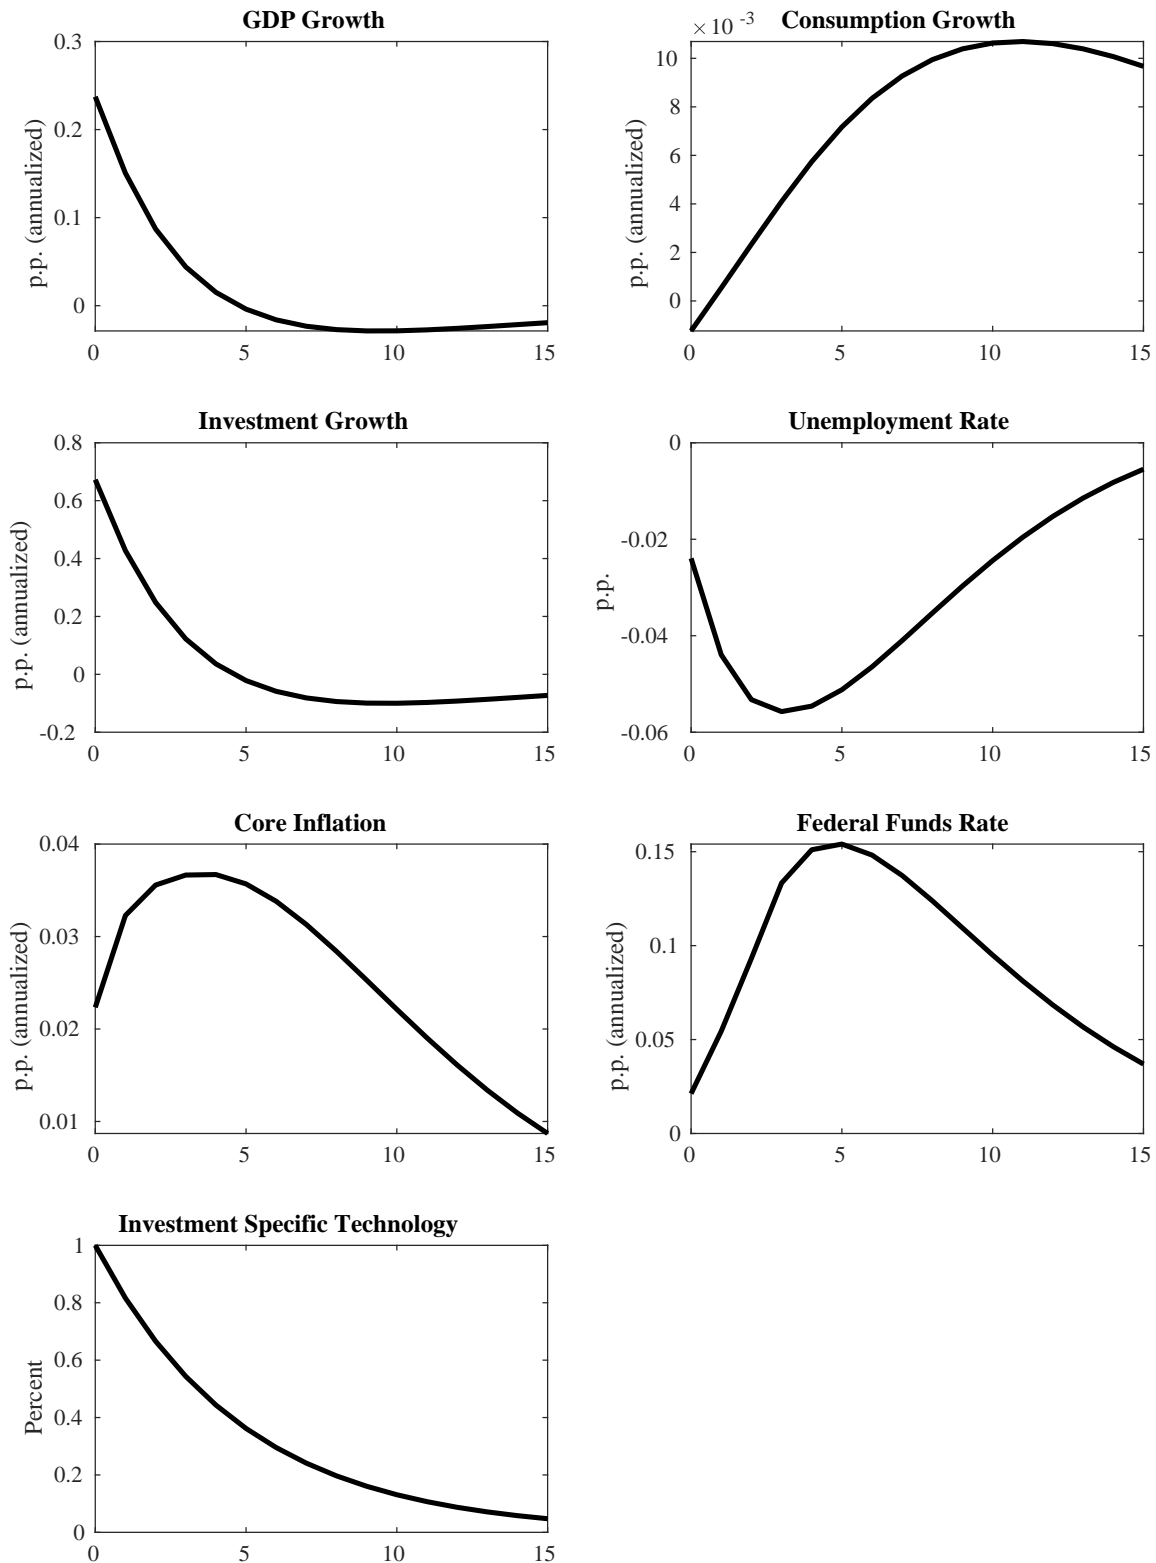 GDP Growth
p.p. (annualized)
0.3
0.2
0.1
0
0 5 10 15
Consumption Growth
× 10 -3
p.p. (annualized)
10
8
6
4
2
0
0 5 10 15
Investment Growth
p.p. (annualized)
0.8
0.6
0.4
0.2
0
-0.2
0 5 10 15
Unemployment Rate
p.p.
0
-0.02
-0.04
-0.06
0 5 10 15
Core Inflation
p.p. (annualized)
0.04
0.03
0.02
0.01
0 5 10 15
Federal Funds Rate
p.p. (annualized)
0.15
0.1
0.05
0
0 5 10 15
Investment Specific Technology
Percent
1
0.8
0.6
0.4
0.2
0
0 5 10 15